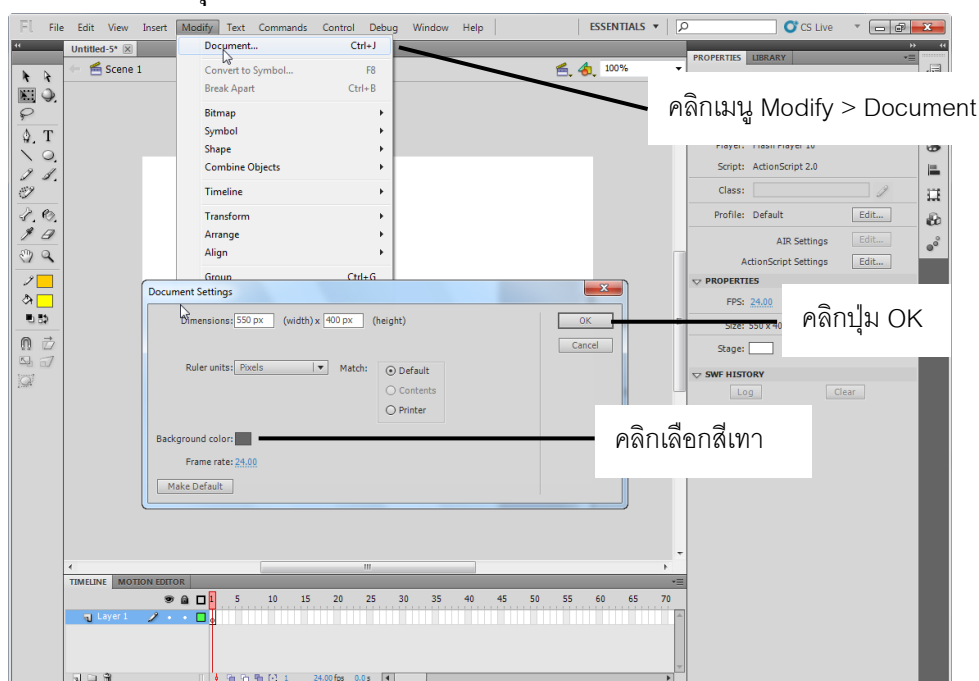 Fl File Edit View Insert Modify Text Commands Control Debug Window Help ESSENTIALS CS Live
Untitled-5*
Scene 1
100%
PROPERTIES LIBRARY
Document... Ctrl+J
Convert to Symbol... F8
Break Apart Ctrl+B
Bitmap
Symbol
Shape
Combine Objects
Timeline
Transform
Arrange
Align
Group Ctrl+G
คลิกเมนู Modify > Document
Player: Flash Player 10
Script: ActionScript 2.0
Class:
Profile: Default Edit...
AIR Settings Edit...
ActionScript Settings Edit...
PROPERTIES
FPS: 24.00
Size: 550 x 40
Stage:
SWF HISTORY
Log Clear
คลิกปุ่ม OK
Document Settings
Dimensions: 550 px (width) x 400 px (height)
OK
Cancel
Ruler units: Pixels Match: Default
Contents
Printer
Background color:
Frame rate: 24.00
Make Default
คลิกเลือกสีเทา
TIMELINE MOTION EDITOR
1 5 10 15 20 25 30 35 40 45 50 55 60 65 70
Layer 1
1 24.00 fps 0.0 s